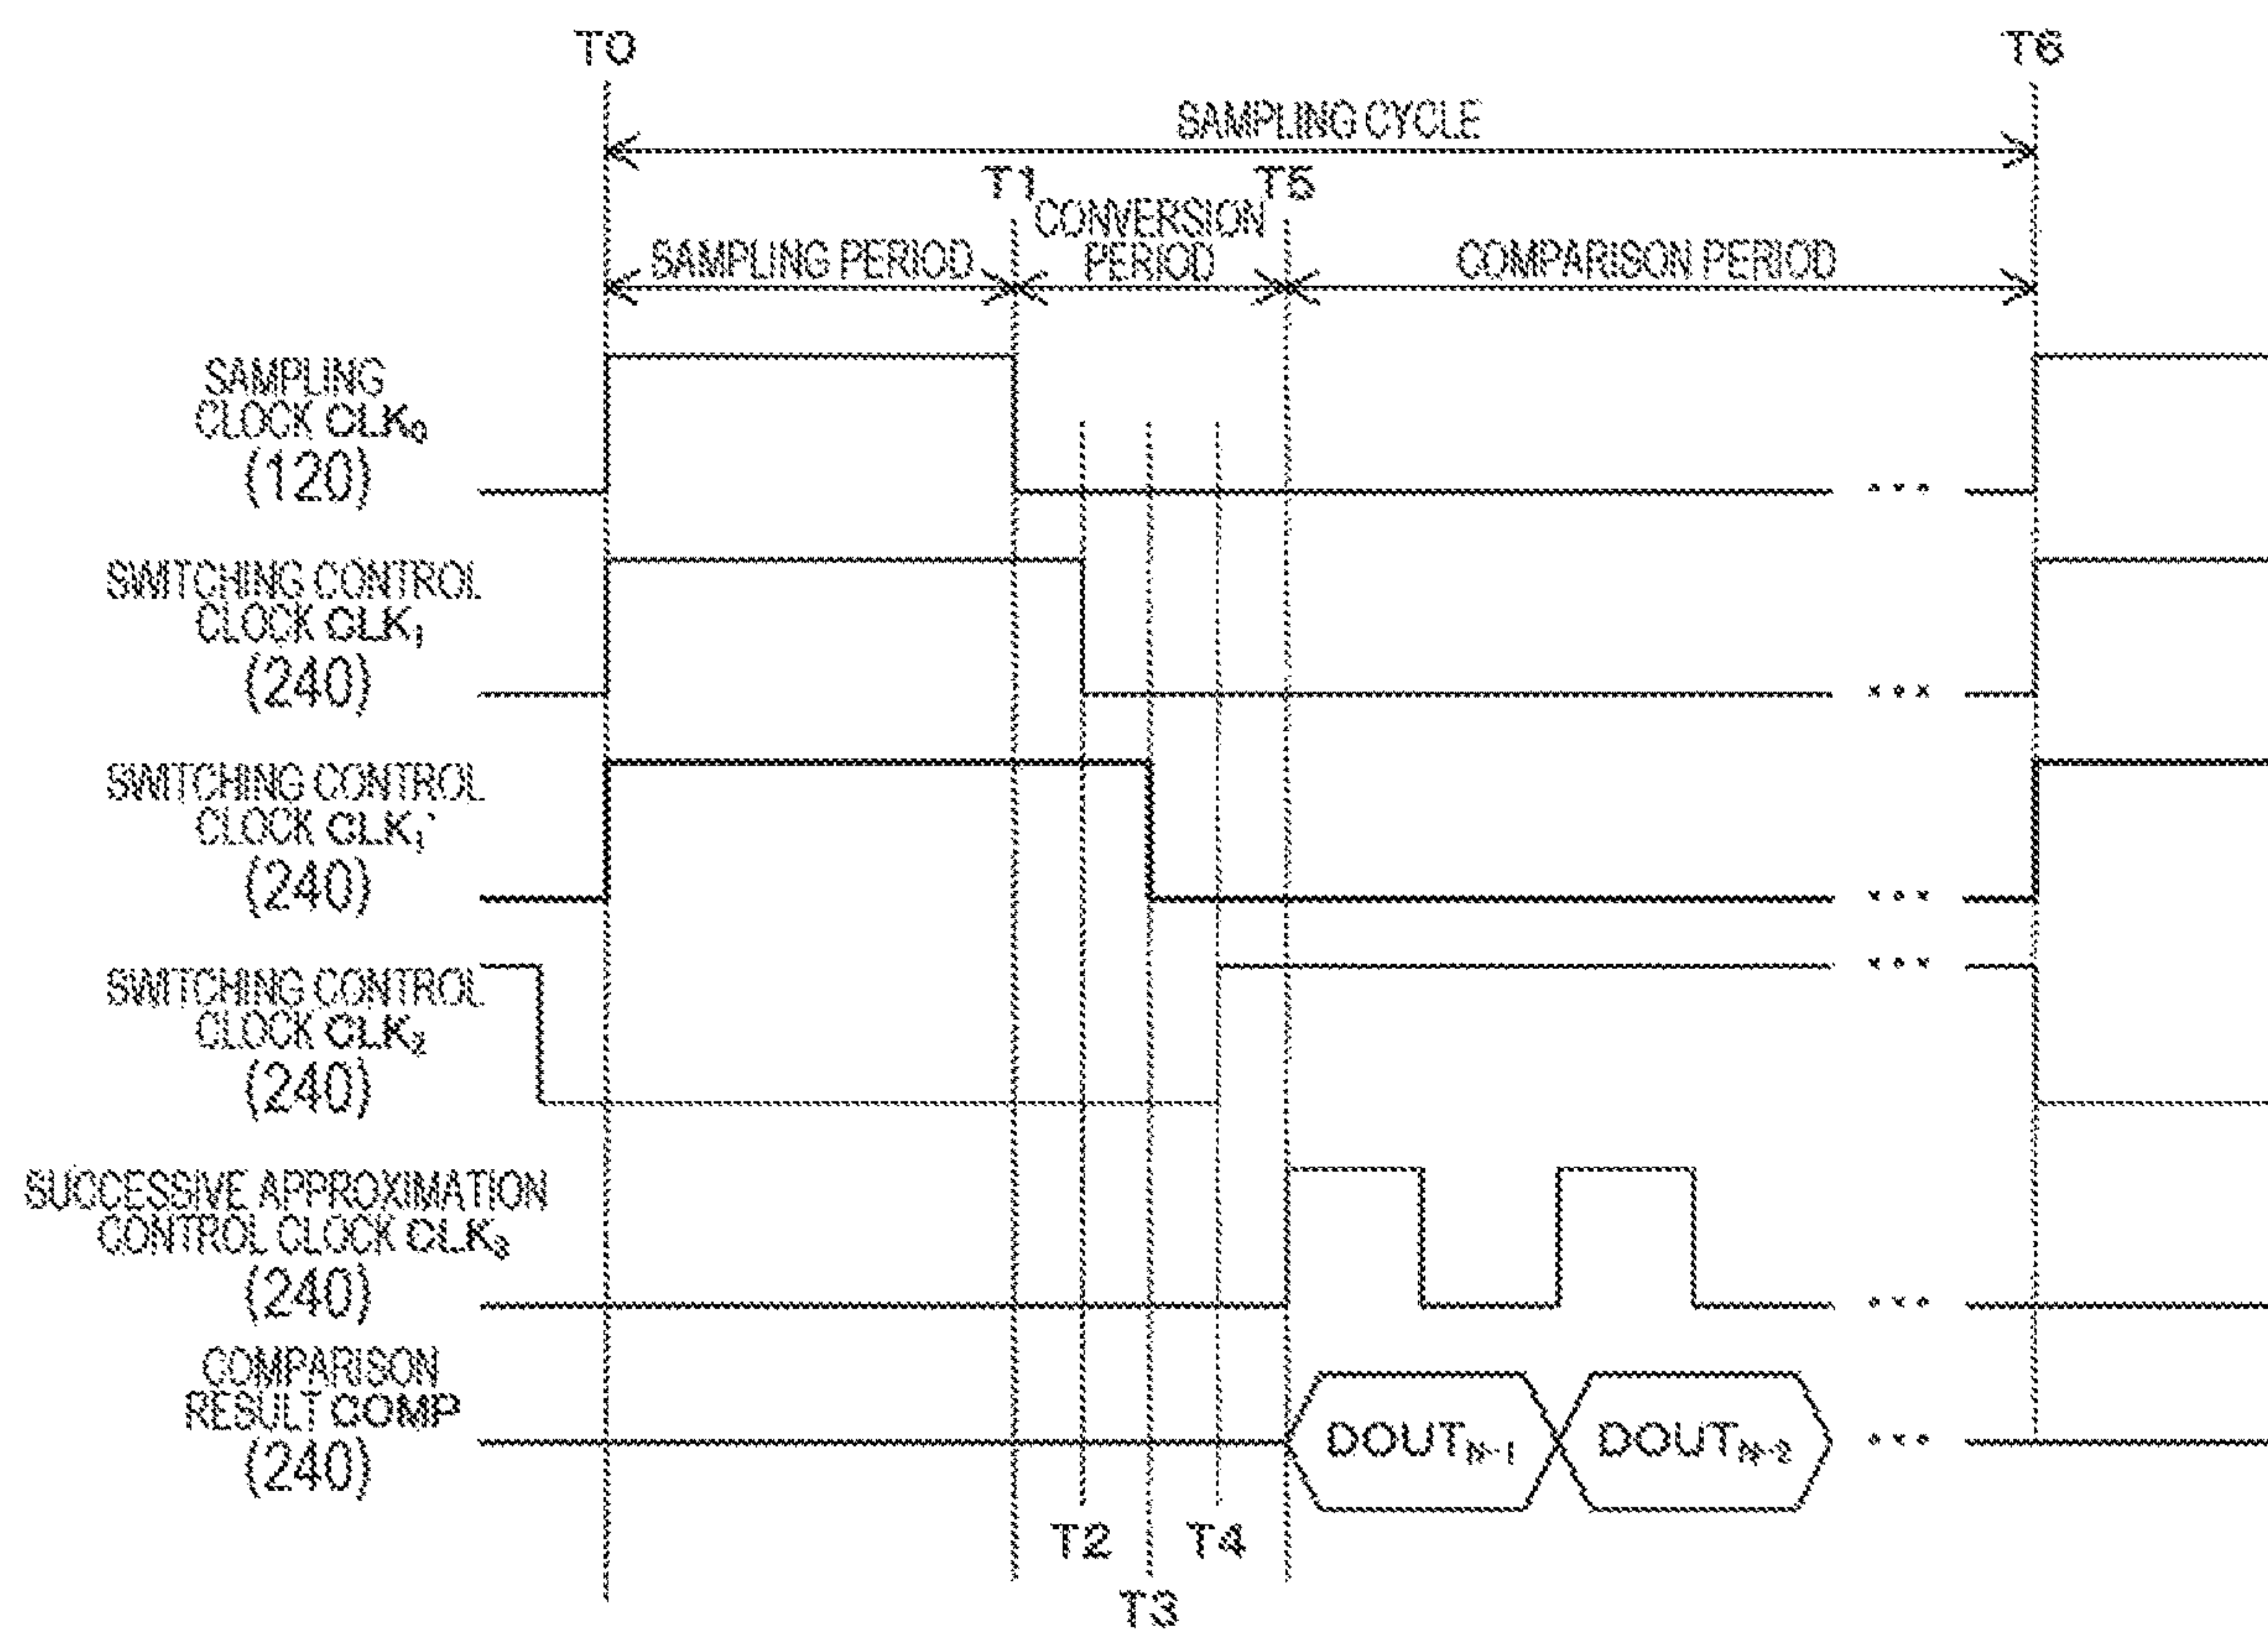 T0
T6
SAMPLING CYCLE
T1
T5
CONVERSION
PERIOD
SAMPLING PERIOD
COMPARISON PERIOD
SAMPLING
CLOCK CLK₀
(120)
SWITCHING CONTROL
CLOCK CLK₁
(240)
SWITCHING CONTROL
CLOCK CLK₁'
(240)
SWITCHING CONTROL
CLOCK CLK₂
(240)
SUCCESSIVE APPROXIMATION
CONTROL CLOCK CLK₃
(240)
COMPARISON
RESULT COMP
(240)
DOUT_N-1
DOUT_N-2
T2
T4
T3